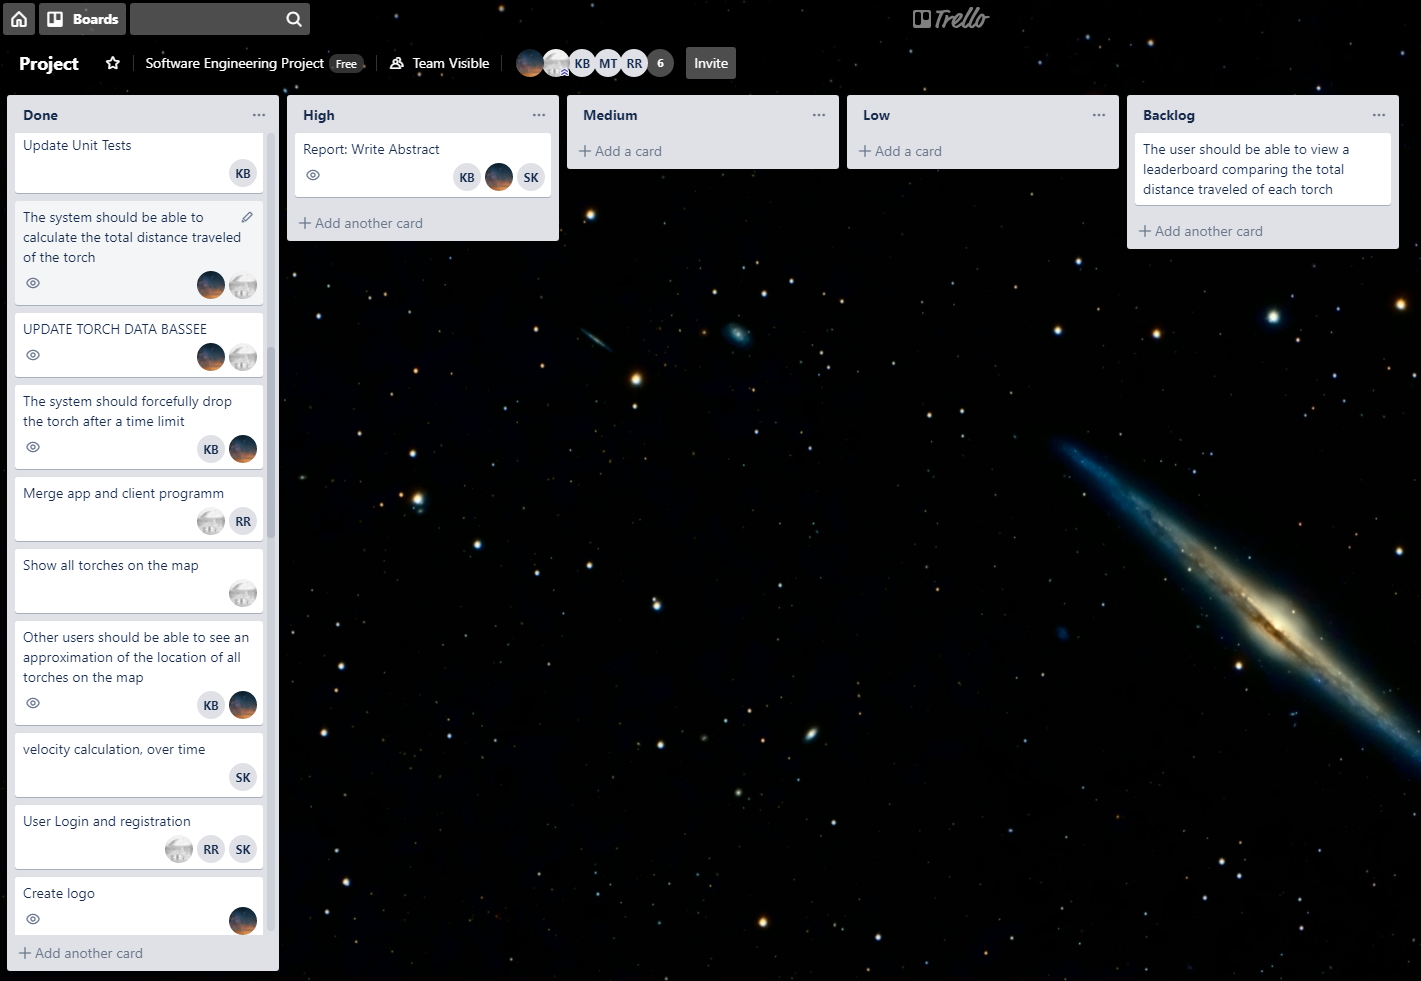 Boards
Trello
Project
Software Engineering Project Free
Team Visible
KB MT RR 6
Invite
Done
Update Unit Tests
KB
The system should be able to
calculate the total distance traveled
of the torch
UPDATE TORCH DATA BASSEE
The system should forcefully drop
the torch after a time limit
KB
Merge app and client programm
RR
Show all torches on the map
Other users should be able to see an
approximation of the location of all
torches on the map
KB
velocity calculation, over time
SK
User Login and registration
RR SK
Create logo
+ Add another card
High
Report: Write Abstract
KB SK
+ Add another card
Medium
+ Add a card
Low
+ Add a card
Backlog
The user should be able to view a
leaderboard comparing the total
distance traveled of each torch
+ Add another card